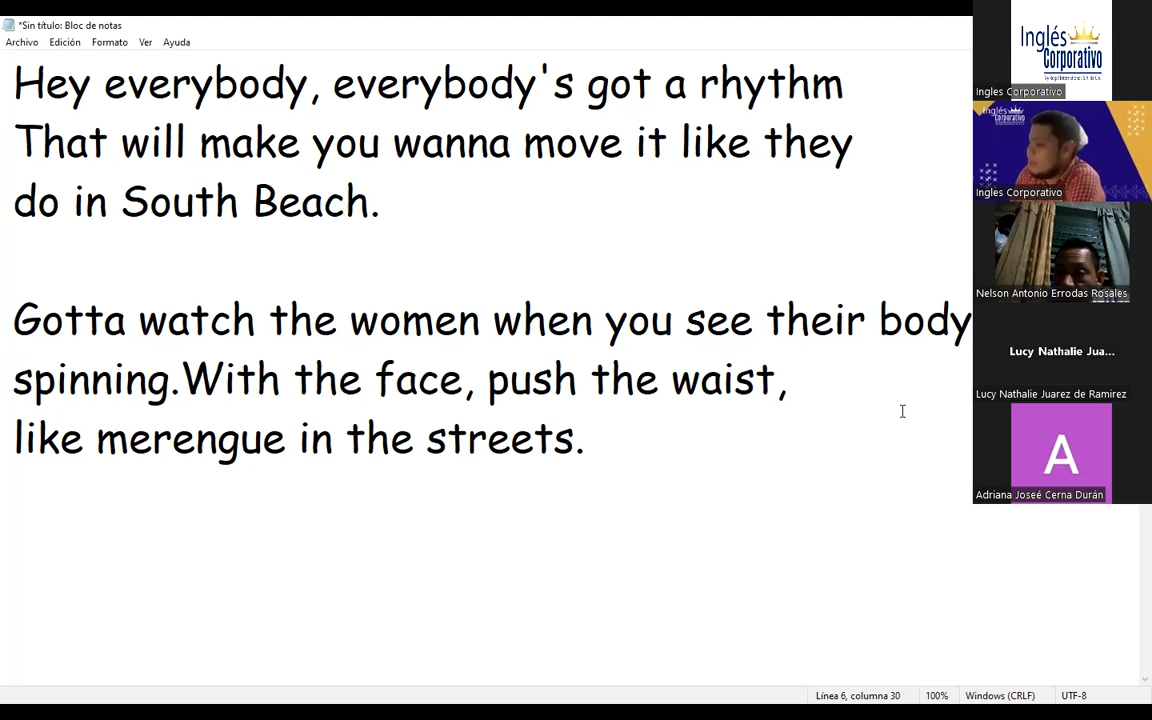 *Sin título: Bloc de notas
Archivo Edición Formato Ver Ayuda
Hey everybody, everybody's got a rhythm
That will make you wanna move it like they
do in South Beach.
Gotta watch the women when you see their body
spinning.With the face, push the waist,
like merengue in the streets.
Línea 6, columna 30 100% Windows (CRLF) UTF-8
Inglés
Corporativo
Ingles Corporativo
Inglés
Corporativo
Ingles Corporativo
Nelson Antonio Errodas Rosales
Lucy Nathalie Jua...
Lucy Nathalie Juarez de Ramirez
A
Adriana Joseé Cerna Durán